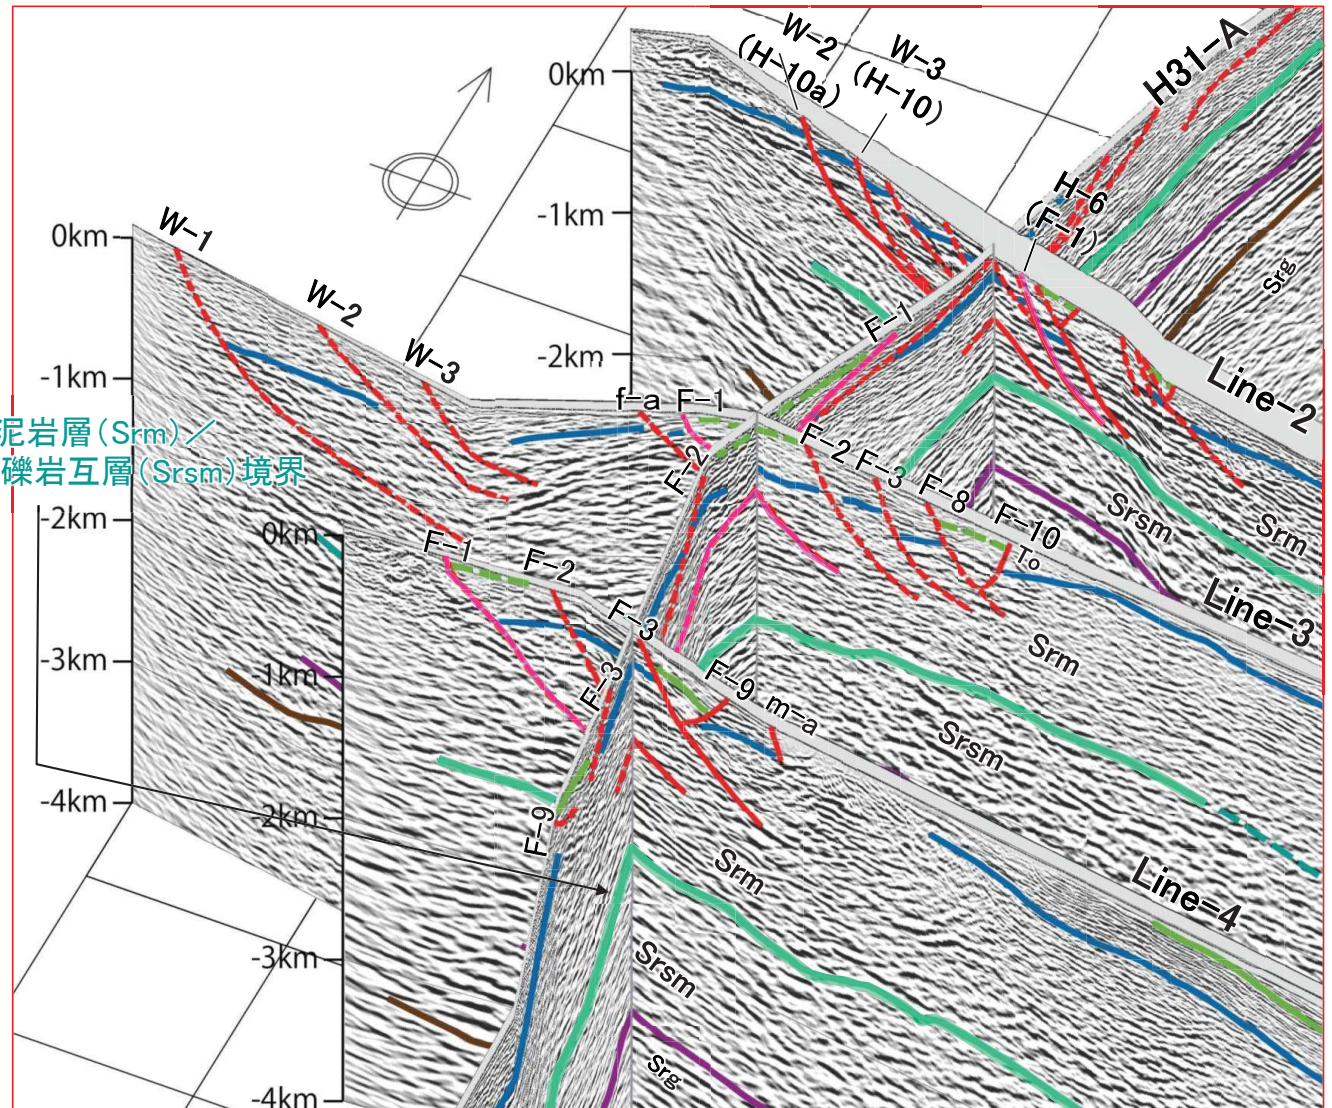 W-2
(H-10a)
W-3
(H-10)
H31-A
H-6
(F-1)
0km
-1km
-2km
Srg
W-1
W-2
W-3
0km
-1km
-2km
-3km
-4km
泥岩層(Srm)/
礫岩互層(Srsm)境界
F-1
f-a
F-1
F-2
F-2
F-3
F-8
F-10
To
Line-2
Srsm
Srm
Line-3
0km
-1km
-2km
-3km
-4km
F-1
F-2
F-3
F-3
F-9
F-9
m-a
Srm
Srsm
Line-4
Srm
Srsm
Srg